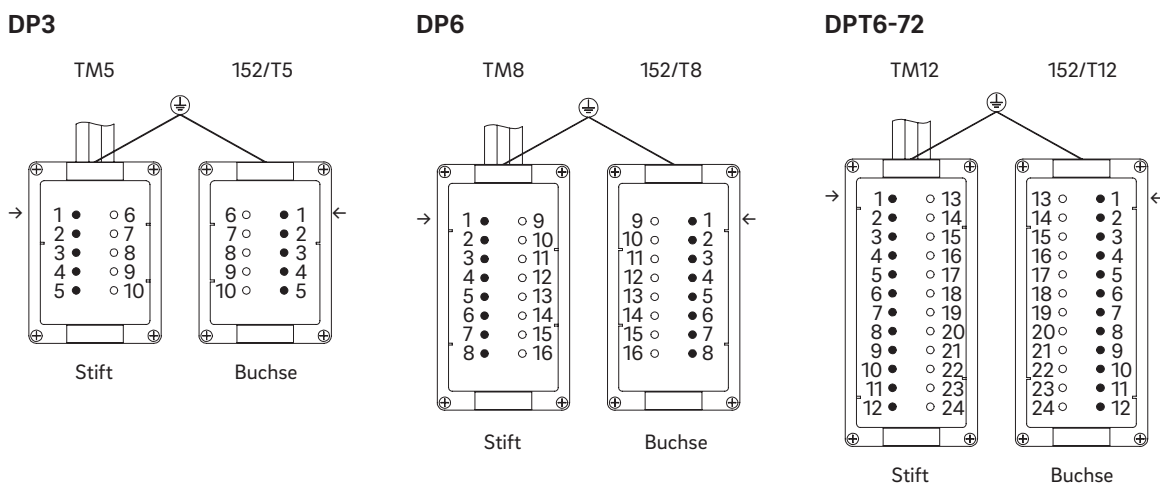 DP3
TM5 152/T5
→ 1 6 6 1 ←
2 7 7 2
3 8 8 3
4 9 9 4
5 10 10 5
Stift Buchse
DP6
TM8 152/T8
→ 1 9 9 1 ←
2 10 10 2
3 11 11 3
4 12 12 4
5 13 13 5
6 14 14 6
7 15 15 7
8 16 16 8
Stift Buchse
DPT6-72
TM12 152/T12
→ 1 13 13 1 ←
2 14 14 2
3 15 15 3
4 16 16 4
5 17 17 5
6 18 18 6
7 19 19 7
8 20 20 8
9 21 21 9
10 22 22 10
11 23 23 11
12 24 24 12
Stift Buchse